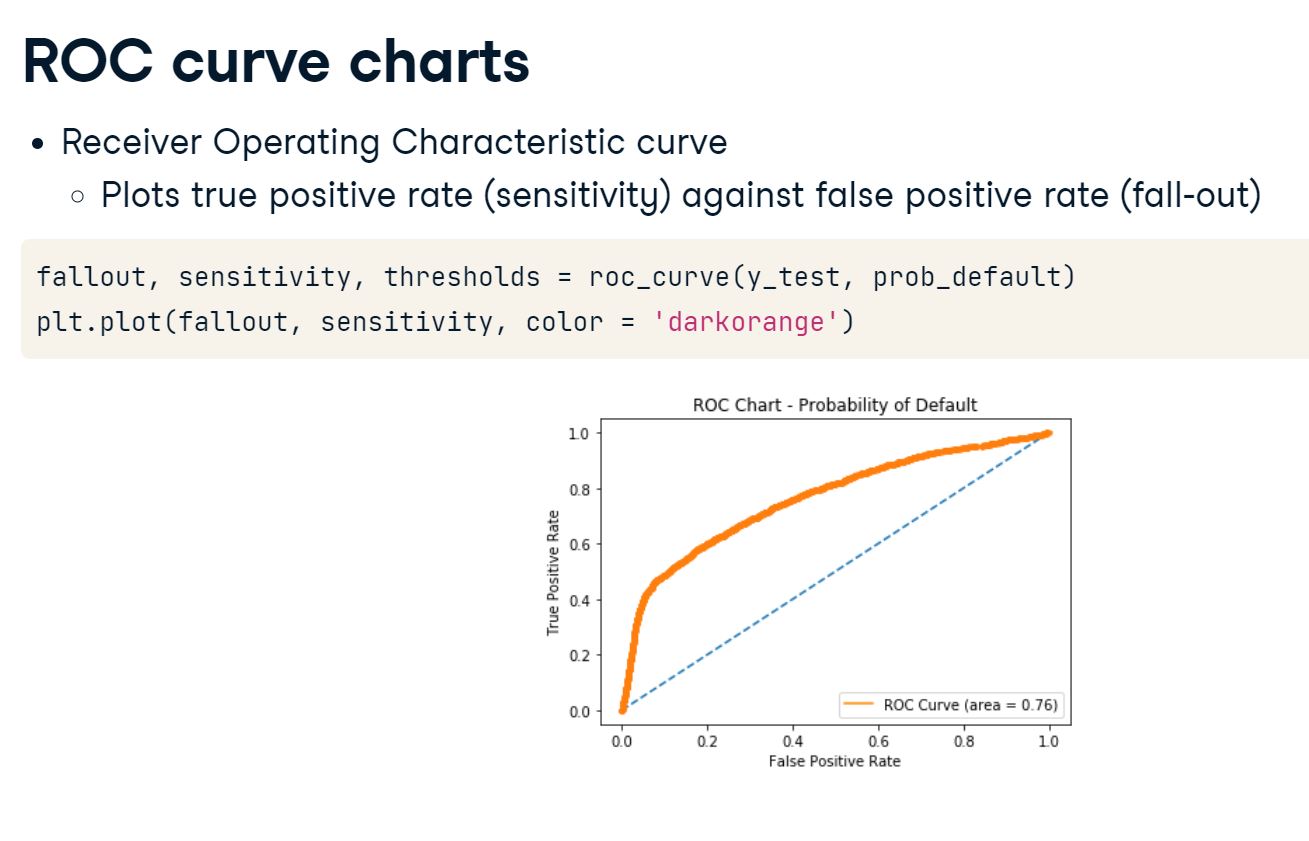 ROC curve charts
• Receiver Operating Characteristic curve
○ Plots true positive rate (sensitivity) against false positive rate (fall-out)
fallout, sensitivity, thresholds = roc_curve(y_test, prob_default)
plt.plot(fallout, sensitivity, color = 'darkorange')
ROC Chart - Probability of Default
True Positive Rate
1.0
0.8
0.6
0.4
0.2
0.0
ROC Curve (area = 0.76)
0.0 0.2 0.4 0.6 0.8 1.0
False Positive Rate